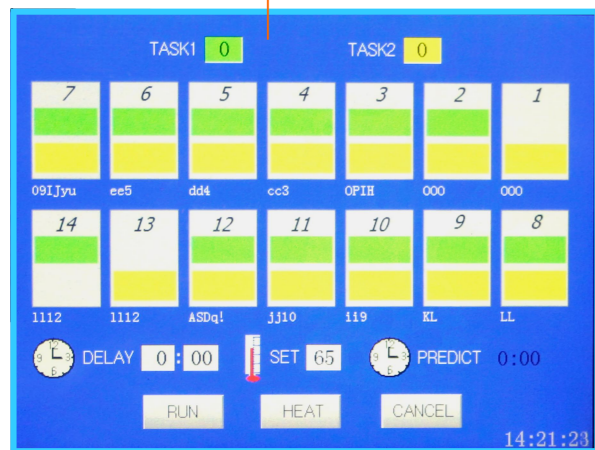 TASK1 0 TASK2 0
7 6 5 4 3 2 1
09IJyu ee5 dd4 cc3 OPIH 000 000
14 13 12 11 10 9 8
1112 1112 ASDq! jj10 ii9 KL LL
DELAY 0:00 SET 65 PREDICT 0:00
RUN HEAT CANCEL
14:21:23